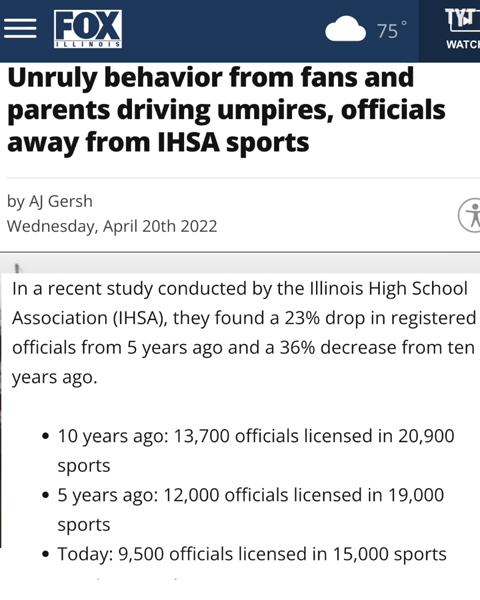 FOX
ILLINOIS
75°
TYT
WATCH
Unruly behavior from fans and
parents driving umpires, officials
away from IHSA sports
by AJ Gersh
Wednesday, April 20th 2022
In a recent study conducted by the Illinois High School
Association (IHSA), they found a 23% drop in registered
officials from 5 years ago and a 36% decrease from ten
years ago.
• 10 years ago: 13,700 officials licensed in 20,900
sports
• 5 years ago: 12,000 officials licensed in 19,000
sports
• Today: 9,500 officials licensed in 15,000 sports